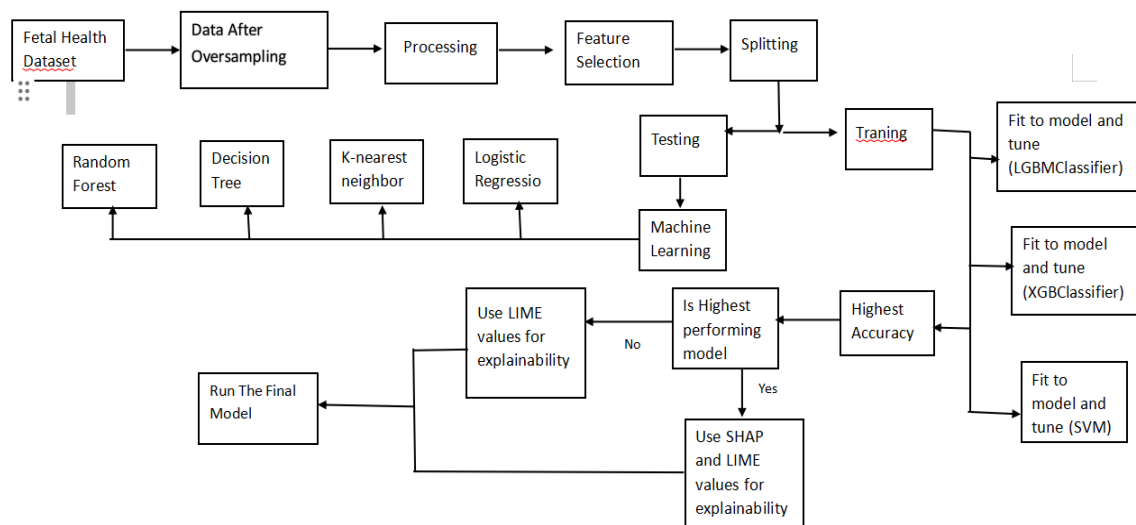 Fetal Health
Dataset
Data After
Oversampling
Processing
Feature
Selection
Splitting
Testing
Traning
Fit to model and
tune
(LGBMClassifier)
Random
Forest
Decision
Tree
K-nearest
neighbor
Logistic
Regressio
Machine
Learning
Fit to model
and tune
(XGBClassifier)
Use LIME
values for
explainability
No
Is Highest
performing
model
Highest
Accuracy
Yes
Run The Final
Model
Fit to
model and
tune (SVM)
Use SHAP
and LIME
values for
explainability